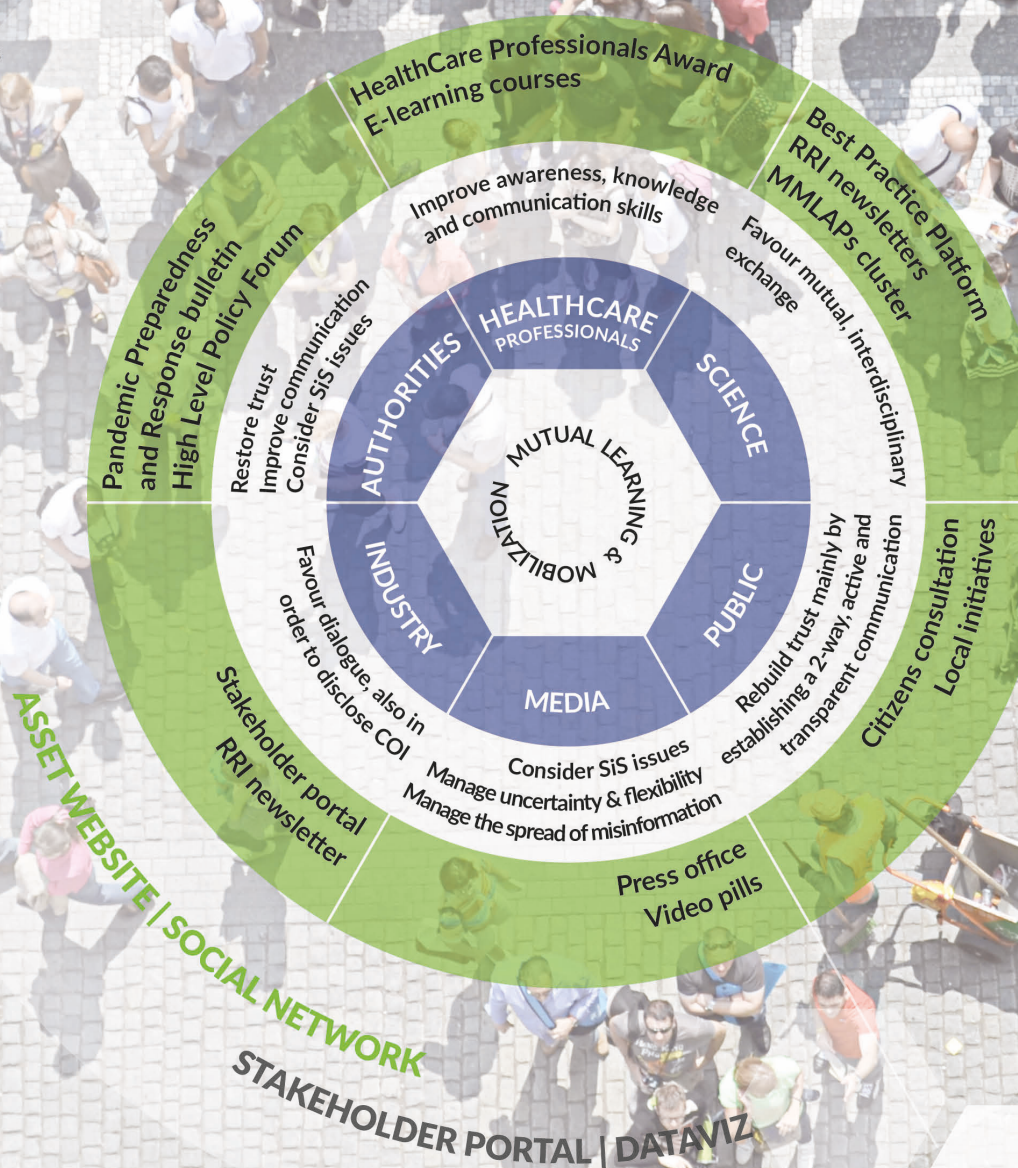 HealthCare Professionals Award
E-learning courses
Best Practice Platform
RRI newsletters
MMLAPs cluster
Pandemic Preparedness
and Response bulletin
High Level Policy Forum
Improve awareness, knowledge
and communication skills
Favour mutual, interdisciplinary
exchange
Restore trust
Improve communication
Consider SiS issues
HEALTHCARE
PROFESSIONALS
AUTHORITIES
SCIENCE
MUTUAL LEARNING &
MOBILIZATION
INDUSTRY
PUBLIC
MEDIA
Favour dialogue, also in
order to disclose COI
Rebuild trust mainly by
establishing a 2-way, active and
transparent communication
Consider SiS issues
Manage uncertainty & flexibility
Manage the spread of misinformation
Citizens consultation
Local initiatives
Stakeholder portal
RRI newsletter
Press office
Video pills
ASSET WEBSITE | SOCIAL NETWORK
STAKEHOLDER PORTAL | DATAVIZ